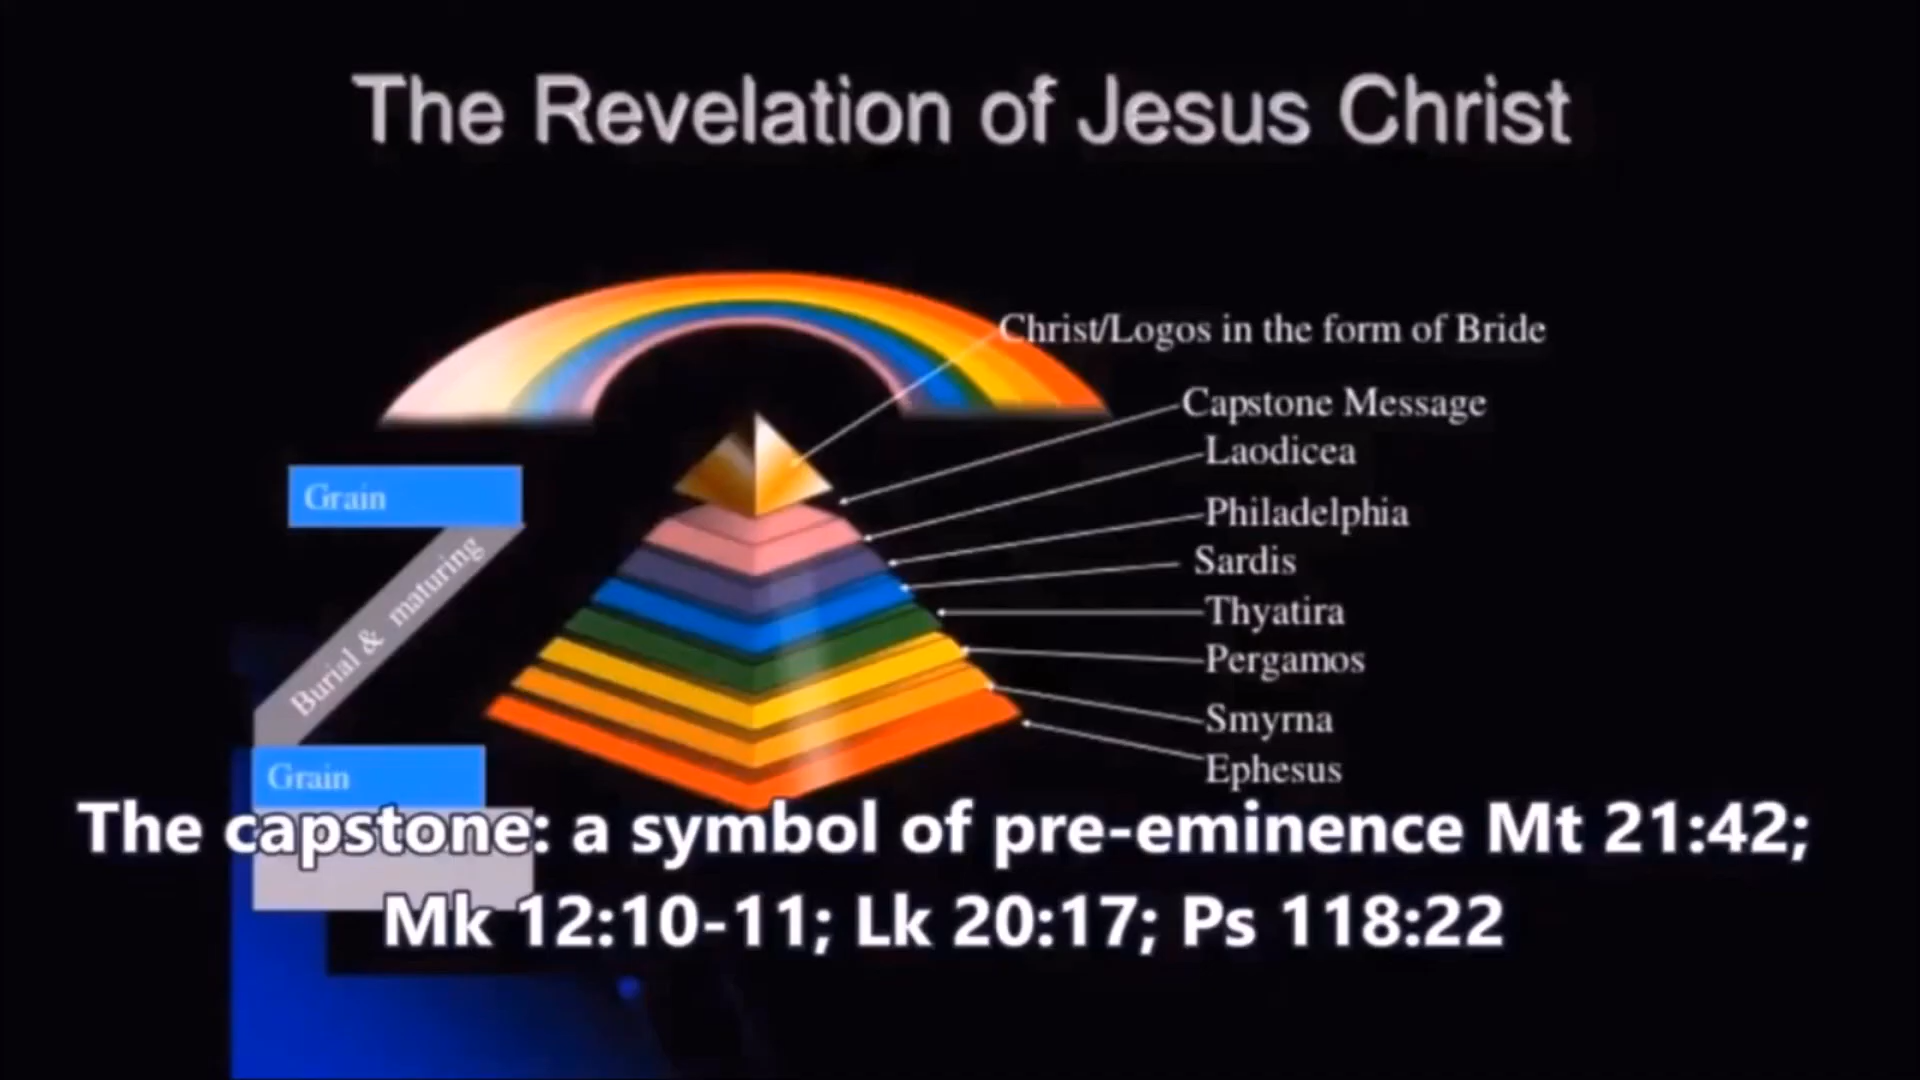 The Revelation of Jesus Christ
Christ/Logos in the form of Bride
Capstone Message
Laodicea
Philadelphia
Sardis
Thyatira
Pergamos
Smyrna
Ephesus
Grain
Burial & maturing
Grain
The capstone: a symbol of pre-eminence Mt 21:42;
Mk 12:10-11; Lk 20:17; Ps 118:22